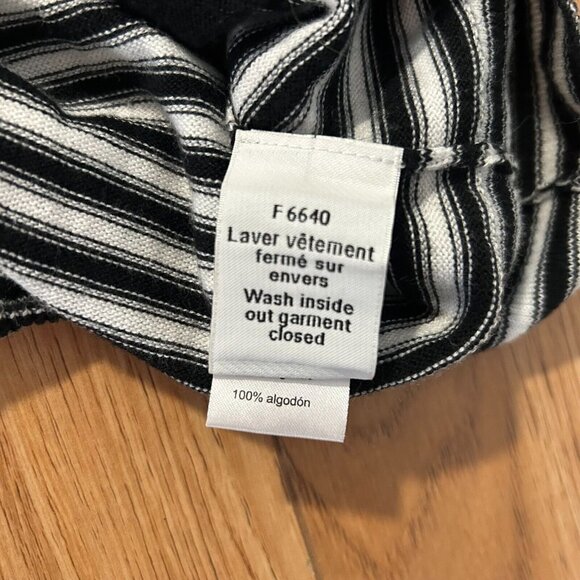 F 6640
Laver vêtement
fermé sur
envers
Wash inside
out garment
closed
100% algodón